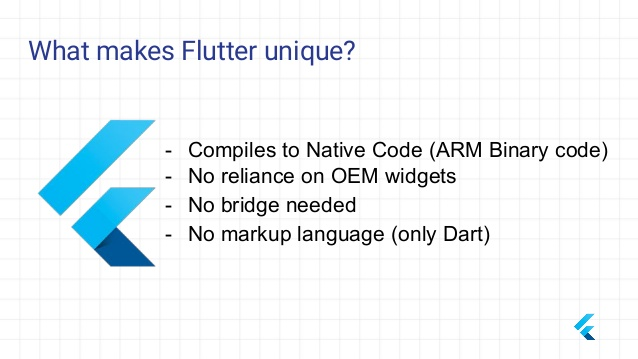 What makes Flutter unique?
- Compiles to Native Code (ARM Binary code)
- No reliance on OEM widgets
- No bridge needed
- No markup language (only Dart)